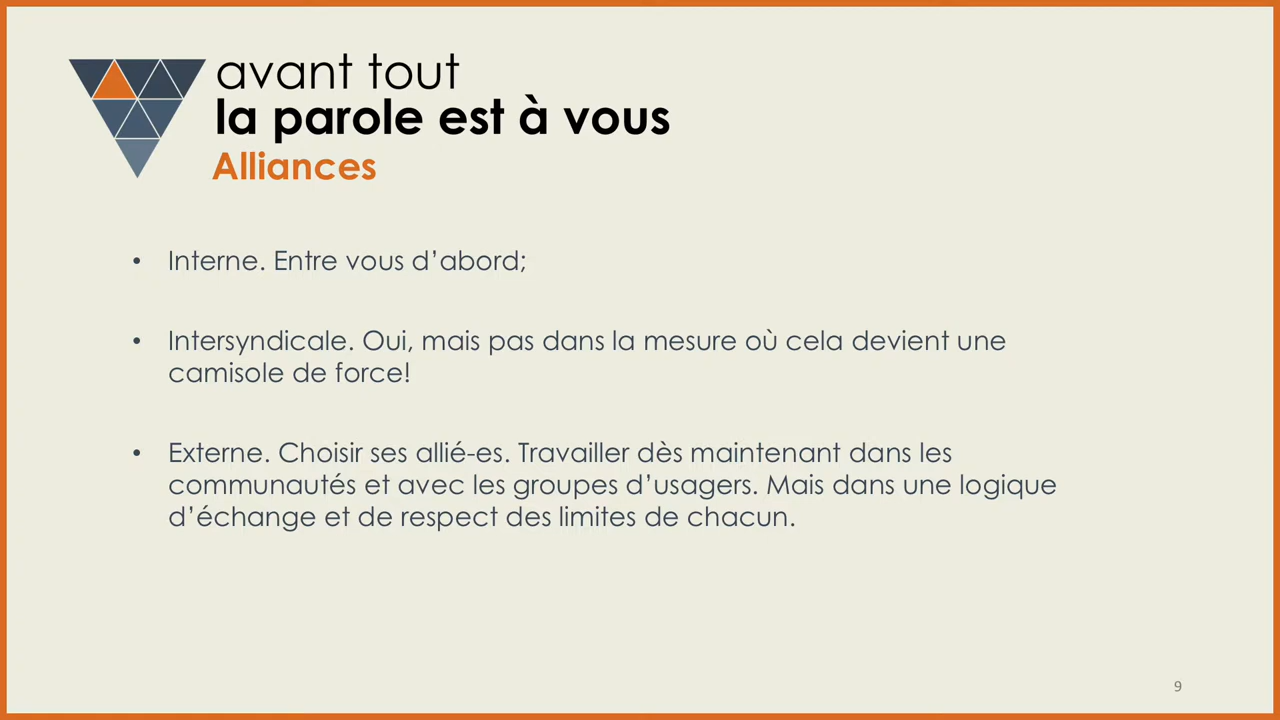 avant tout
la parole est à vous
Alliances
• Interne. Entre vous d’abord;
• Intersyndicale. Oui, mais pas dans la mesure où cela devient une
camisole de force!
• Externe. Choisir ses allié-es. Travailler dès maintenant dans les
communautés et avec les groupes d’usagers. Mais dans une logique
d’échange et de respect des limites de chacun.
9